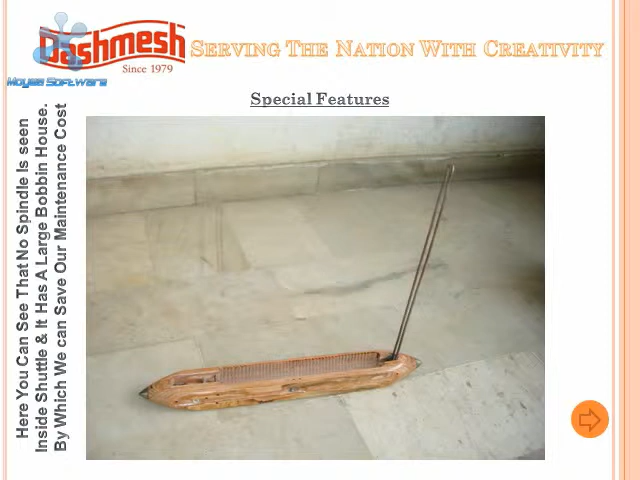 Dashmesh
Since 1979
SERVING THE NATION WITH CREATIVITY
Moyea Software
Special Features
Here You Can See That No Spindle Is seen
Inside Shuttle & It Has A Large Bobbin House.
By Which We can Save Our Maintenance Cost